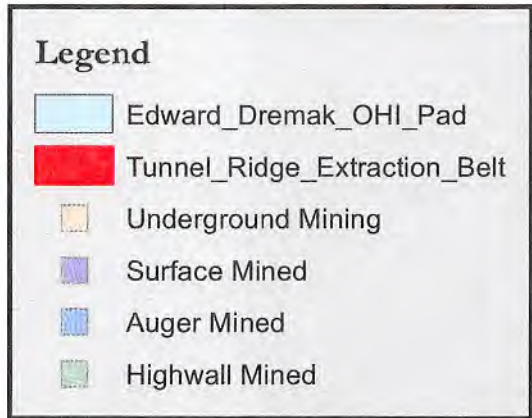 Legend
Edward_Dremak_OHI_Pad
Tunnel_Ridge_Extraction_Belt
Underground Mining
Surface Mined
Auger Mined
Highwall Mined